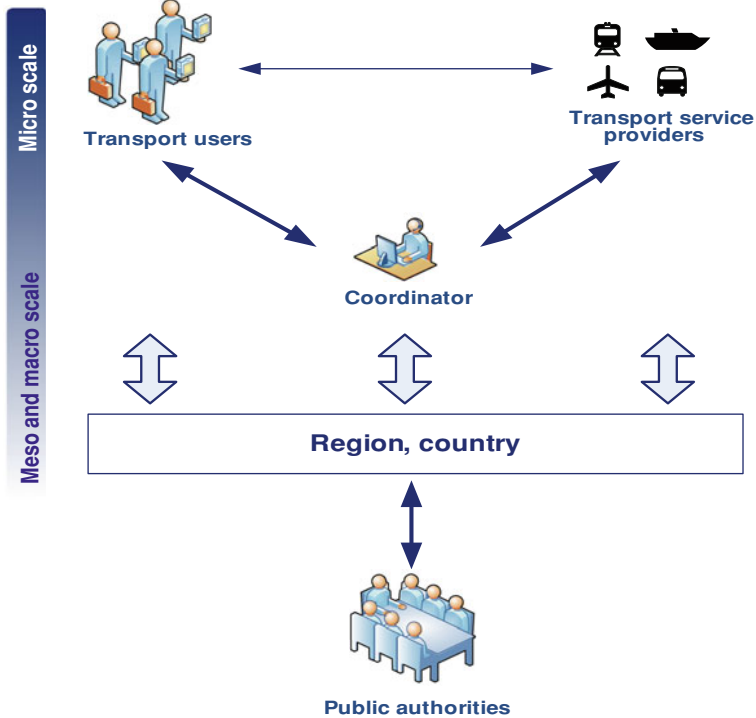 Micro scale
Transport users
Transport service
providers
Coordinator
Meso and macro scale
Region, country
Public authorities